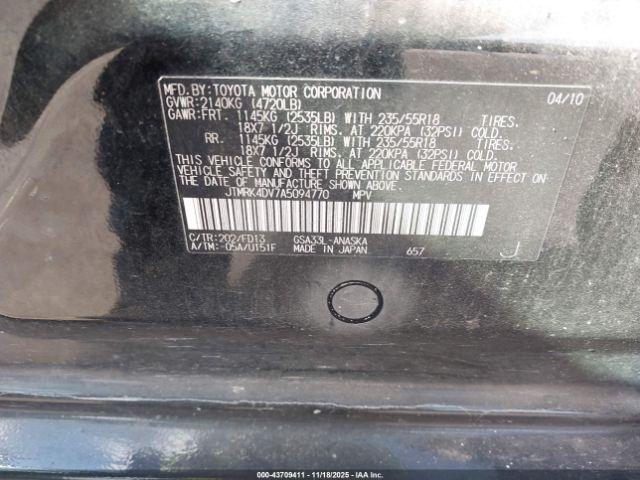 MFD.BY:TOYOTA MOTOR CORPORATION 04/10
GVWR:2140KG (4720LB)
GAWR:FRT. 1145KG (2535LB) WITH 235/55R18 TIRES.
18X7 1/2J RIMS. AT 220KPA (32PSI) COLD.
RR. 1145KG (2535LB) WITH 235/55R18 TIRES.
18X7 1/2J RIMS. AT 220KPA (32PSI) COLD.
THIS VEHICLE CONFORMS TO ALL APPLICABLE FEDERAL MOTOR
VEHICLE SAFETY AND THEFT PREVENTION STANDARDS IN EFFECT
ON THE DATE OF MANUFACTURE SHOWN ABOVE.
JTMRK4DV7A5094770 MPV
C/TR:202/FD13 GSA33L-ANASKA
A/TM:-05A/U151F MADE IN JAPAN 657 J
000-43709411 - 11/18/2025 - IAA Inc.